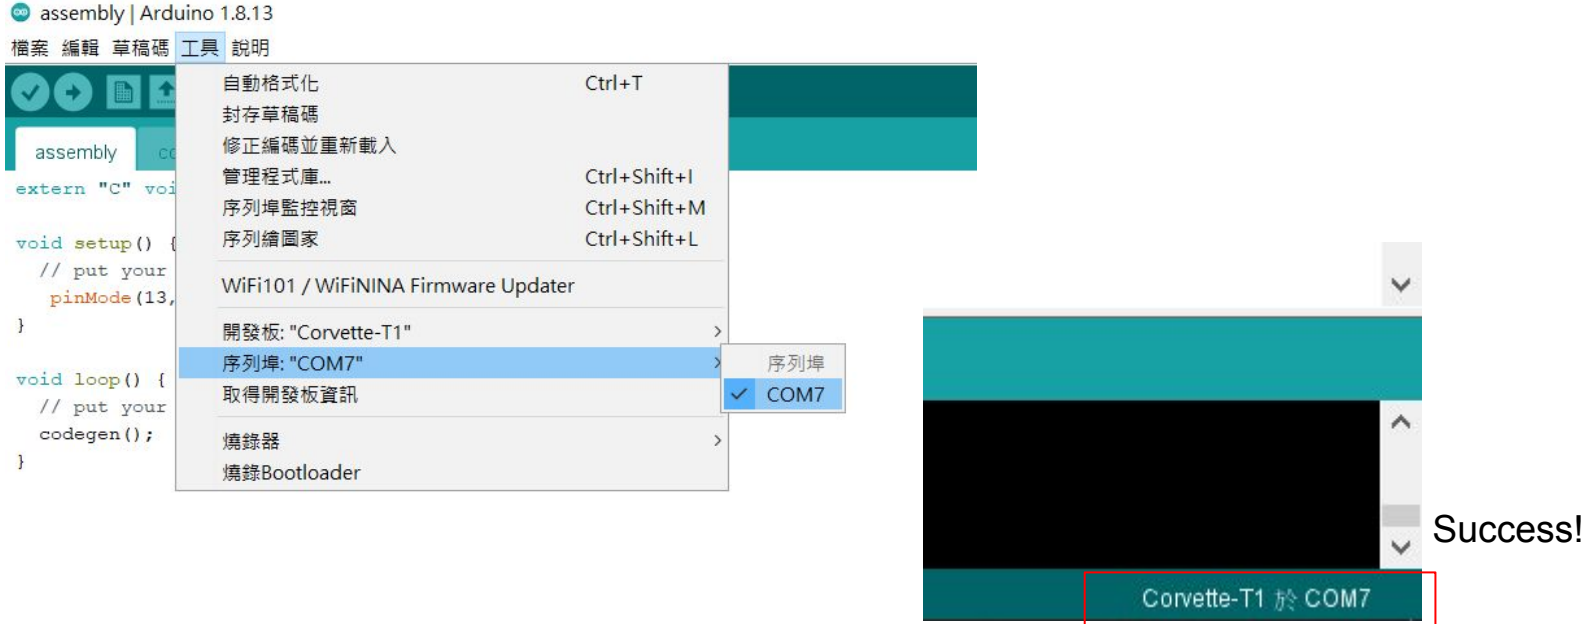 assembly | Arduino 1.8.13
檔案 編輯 草稿碼 工具 說明
自動格式化 Ctrl+T
封存草稿碼
修正編碼並重新載入
管理程式庫... Ctrl+Shift+I
序列埠監控視窗 Ctrl+Shift+M
序列繪圖家 Ctrl+Shift+L
WiFi101 / WiFiNINA Firmware Updater
開發板: "Corvette-T1"
序列埠: "COM7"
取得開發板資訊
燒錄器
燒錄Bootloader
序列埠
COM7
assembly
extern "C" voi
void setup() {
// put your
pinMode(13,
}
void loop() {
// put your
codegen();
}
Success!
Corvette-T1 於 COM7